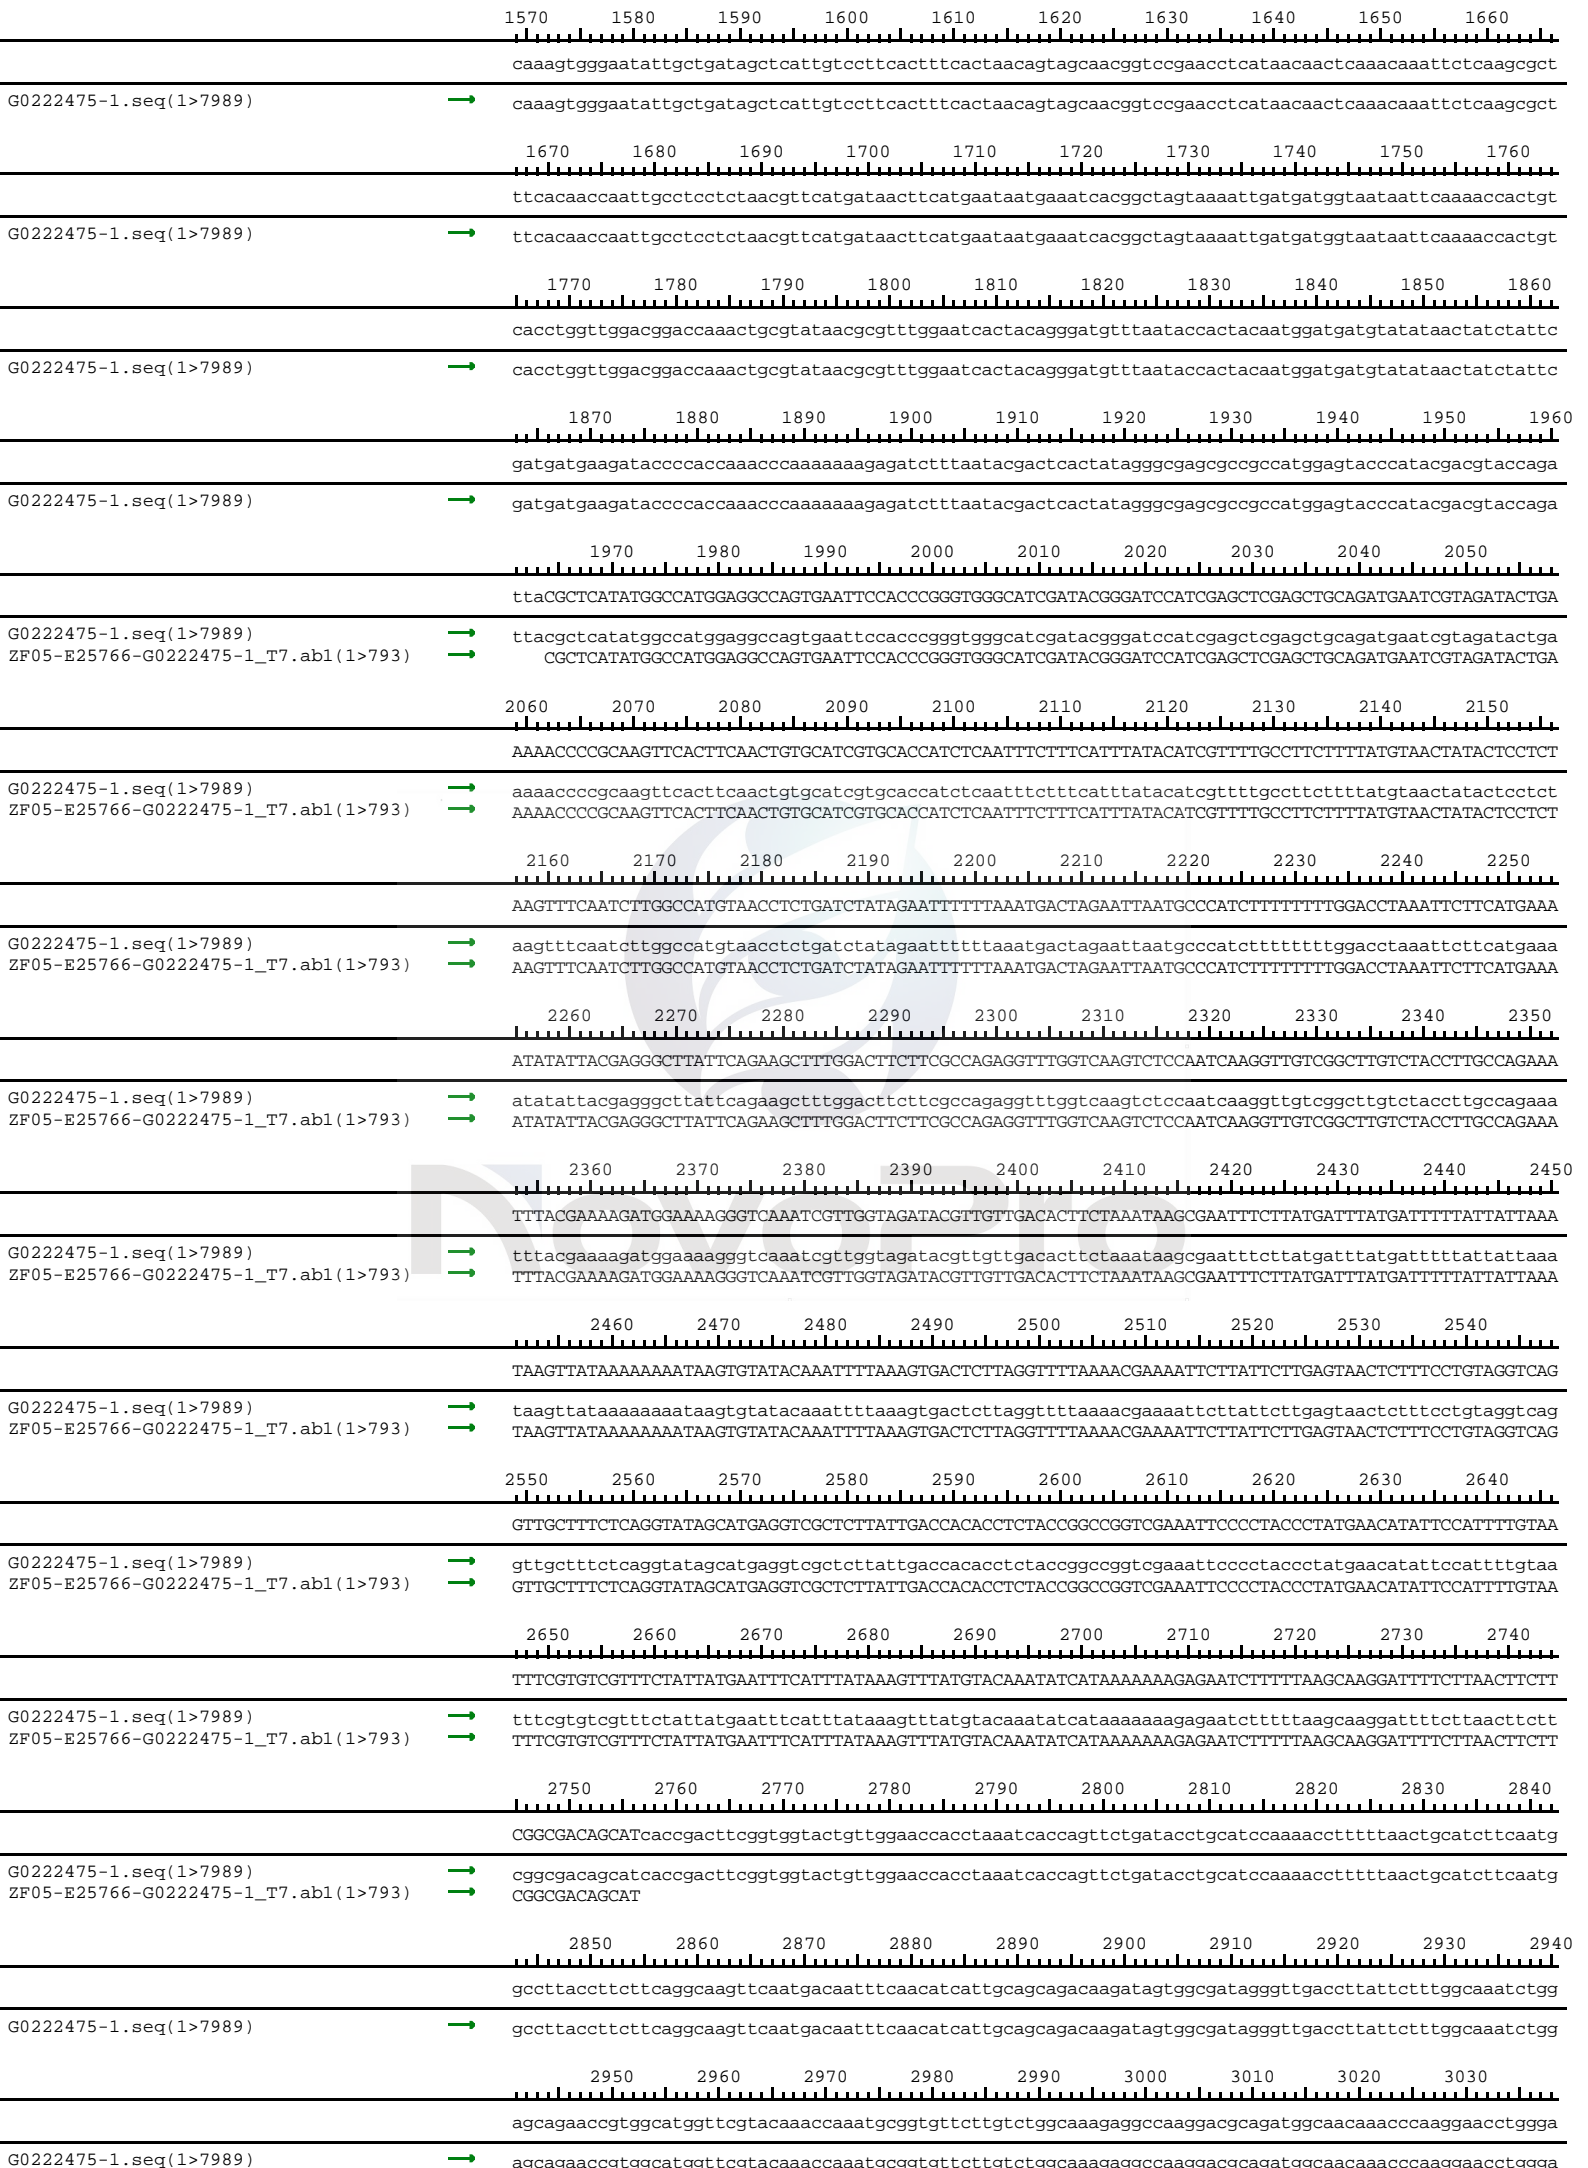 1570 1580 1590 1600 1610 1620 1630 1640 1650 1660
caaagtgggaatattgctgatagctcattgtccttcactttcactaacagtagcaacggtccgaacctcataacaactcaaacaaattctcaagcgct
G0222475-1.seq(1>7989) caaagtgggaatattgctgatagctcattgtccttcactttcactaacagtagcaacggtccgaacctcataacaactcaaacaaattctcaagcgct
1670 1680 1690 1700 1710 1720 1730 1740 1750 1760
ttcacaaccaattgcctcctctaacgttcatgataacttcatgaataatgaaatcacggctagtaaaattgatgatggtaataattcaaaaccactgt
G0222475-1.seq(1>7989) ttcacaaccaattgcctcctctaacgttcatgataacttcatgaataatgaaatcacggctagtaaaattgatgatggtaataattcaaaaccactgt
1770 1780 1790 1800 1810 1820 1830 1840 1850 1860
cacctggttggacggaccaaactgcgtataacgcgtttggaatcactacagggatgtttaataccactacaatggatgatgtatataactatctattc
G0222475-1.seq(1>7989) cacctggttggacggaccaaactgcgtataacgcgtttggaatcactacagggatgtttaataccactacaatggatgatgtatataactatctattc
1870 1880 1890 1900 1910 1920 1930 1940 1950 1960
gatgatgaagataccccaccaaacccaaaaaaagagatctttaatacgactcactatagggcgagcgccgccatggagtacccatacgacgtaccaga
G0222475-1.seq(1>7989) gatgatgaagataccccaccaaacccaaaaaaagagatctttaatacgactcactatagggcgagcgccgccatggagtacccatacgacgtaccaga
1970 1980 1990 2000 2010 2020 2030 2040 2050
ttaCGCTCATATGGCCATGGAGGCCAGTGAATTCCACCCGGGTGGGCATCGATACGGGATCCATCGAGCTCGAGCTGCAGATGAATCGTAGATACTGA
G0222475-1.seq(1>7989) ttacgctcatatggccatggaggccagtgaattccacccgggtgggcatcgatacgggatccatcgagctcgagctgcagatgaatcgtagatactga
ZF05-E25766-G0222475-1_T7.ab1(1>793) CGCTCATATGGCCATGGAGGCCAGTGAATTCCACCCGGGTGGGCATCGATACGGGATCCATCGAGCTCGAGCTGCAGATGAATCGTAGATACTGA
2060 2070 2080 2090 2100 2110 2120 2130 2140 2150
AAAACCCCGCAAGTTCACTTCAACTGTGCATCGTGCACCATCTCAATTTCTTTCATTTATACATCGTTTTGCCTTCTTTTATGTAACTATACTCCTCT
G0222475-1.seq(1>7989) aaaaccccgcaagttcacttcaactgtgcatcgtgcaccatctcaatttctttcatttatacatcgttttgccttcttttatgtaactatactcctct
ZF05-E25766-G0222475-1_T7.ab1(1>793) AAAACCCCGCAAGTTCACTTCAACTGTGCATCGTGCACCATCTCAATTTCTTTCATTTATACATCGTTTTGCCTTCTTTTATGTAACTATACTCCTCT
2160 2170 2180 2190 2200 2210 2220 2230 2240 2250
AAGTTTCAATCTTGGCCATGTAACCTCTGATCTATAGAATTTTTTAAATGACTAGAATTAATGCCCATCTTTTTTTTGGACCTAAATTCTTCATGAAA
G0222475-1.seq(1>7989) aagtttcaatcttggccatgtaacctctgatctatagaattttttaaatgactagaattaatgcccatcttttttttggacctaaattcttcatgaaa
ZF05-E25766-G0222475-1_T7.ab1(1>793) AAGTTTCAATCTTGGCCATGTAACCTCTGATCTATAGAATTTTTTAAATGACTAGAATTAATGCCCATCTTTTTTTTGGACCTAAATTCTTCATGAAA
2260 2270 2280 2290 2300 2310 2320 2330 2340 2350
ATATATTACGAGGGCTTATTCAGAAGCTTTGGACTTCTTCGCCAGAGGTTTGGTCAAGTCTCCAATCAAGGTTGTCGGCTTGTCTACCTTGCCAGAAA
G0222475-1.seq(1>7989) atatattacgagggcttattcagaagctttggacttcttcgccagaggtttggtcaagtctccaatcaaggttgtcggcttgtctaccttgccagaaa
ZF05-E25766-G0222475-1_T7.ab1(1>793) ATATATTACGAGGGCTTATTCAGAAGCTTTGGACTTCTTCGCCAGAGGTTTGGTCAAGTCTCCAATCAAGGTTGTCGGCTTGTCTACCTTGCCAGAAA
NovoPro
2360 2370 2380 2390 2400 2410 2420 2430 2440 2450
TTTACGAAAAGATGGAAAAGGGTCAAATCGTTGGTAGATACGTTGTTGACACTTCTAAATAAGCGAATTTCTTATGATTTATGATTTTTATTATTAAA
G0222475-1.seq(1>7989) tttacgaaaagatggaaaagggtcaaatcgttggtagatacgttgttgacacttctaaataagcgaatttcttatgatttatgatttttattattaaa
ZF05-E25766-G0222475-1_T7.ab1(1>793) TTTACGAAAAGATGGAAAAGGGTCAAATCGTTGGTAGATACGTTGTTGACACTTCTAAATAAGCGAATTTCTTATGATTTATGATTTTTATTATTAAA
2460 2470 2480 2490 2500 2510 2520 2530 2540
TAAGTTATAAAAAAAATAAGTGTATACAAATTTTAAAGTGACTCTTAGGTTTTAAAACGAAAATTCTTATTCTTGAGTAACTCTTTCCTGTAGGTCAG
G0222475-1.seq(1>7989) taagttataaaaaaaataagtgtatacaaattttaaagtgactcttaggttttaaaacgaaaattcttattcttgagtaactctttcctgtaggtcag
ZF05-E25766-G0222475-1_T7.ab1(1>793) TAAGTTATAAAAAAAATAAGTGTATACAAATTTTAAAGTGACTCTTAGGTTTTAAAACGAAAATTCTTATTCTTGAGTAACTCTTTCCTGTAGGTCAG
2550 2560 2570 2580 2590 2600 2610 2620 2630 2640
GTTGCTTTCTCAGGTATAGCATGAGGTCGCTCTTATTGACCACACCTCTACCGGCCGGTCGAAATTCCCCTACCCTATGAACATATTCCATTTTGTAA
G0222475-1.seq(1>7989) gttgctttctcaggtatagcatgaggtcgctcttattgaccacacctctaccggccggtcgaaattcccctaccctatgaacatattccattttgtaa
ZF05-E25766-G0222475-1_T7.ab1(1>793) GTTGCTTTCTCAGGTATAGCATGAGGTCGCTCTTATTGACCACACCTCTACCGGCCGGTCGAAATTCCCCTACCCTATGAACATATTCCATTTTGTAA
2650 2660 2670 2680 2690 2700 2710 2720 2730 2740
TTTCGTGTCGTTTCTATTATGAATTTCATTTATAAAGTTTATGTACAAATATCATAAAAAAAGAGAATCTTTTTAAGCAAGGATTTTCTTAACTTCTT
G0222475-1.seq(1>7989) tttcgtgtcgtttctattatgaatttcatttataaagtttatgtacaaatatcataaaaaaagagaatctttttaagcaaggattttcttaacttctt
ZF05-E25766-G0222475-1_T7.ab1(1>793) TTTCGTGTCGTTTCTATTATGAATTTCATTTATAAAGTTTATGTACAAATATCATAAAAAAAGAGAATCTTTTTAAGCAAGGATTTTCTTAACTTCTT
2750 2760 2770 2780 2790 2800 2810 2820 2830 2840
CGGCGACAGCATcaccgacttcggtggtactgttggaaccacctaaatcaccagttctgatacctgcatccaaaacctttttaactgcatcttcaatg
G0222475-1.seq(1>7989) cggcgacagcatcaccgacttcggtggtactgttggaaccacctaaatcaccagttctgatacctgcatccaaaacctttttaactgcatcttcaatg
ZF05-E25766-G0222475-1_T7.ab1(1>793) CGGCGACAGCAT
2850 2860 2870 2880 2890 2900 2910 2920 2930 2940
gccttaccttcttcaggcaagttcaatgacaatttcaacatcattgcagcagacaagatagtggcgatagggttgaccttattctttggcaaatctgg
G0222475-1.seq(1>7989) gccttaccttcttcaggcaagttcaatgacaatttcaacatcattgcagcagacaagatagtggcgatagggttgaccttattctttggcaaatctgg
2950 2960 2970 2980 2990 3000 3010 3020 3030
agcagaaccgtggcatggttcgtacaaaccaaatgcggtgttcttgtctggcaaagaggccaaggacgcagatggcaacaaacccaaggaacctggga
G0222475-1.seq(1>7989) agcagaaccgtggcatggttcgtacaaaccaaatgcggtgttcttgtctggcaaagaggccaaggacgcagatggcaacaaacccaaggaacctggga